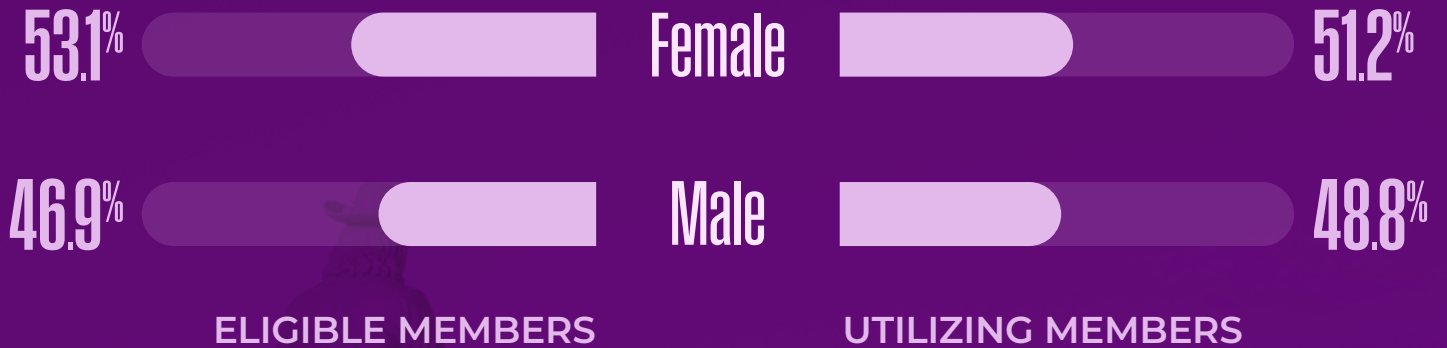 53.1% Female 51.2%
46.9% Male 48.8%
ELIGIBLE MEMBERS UTILIZING MEMBERS